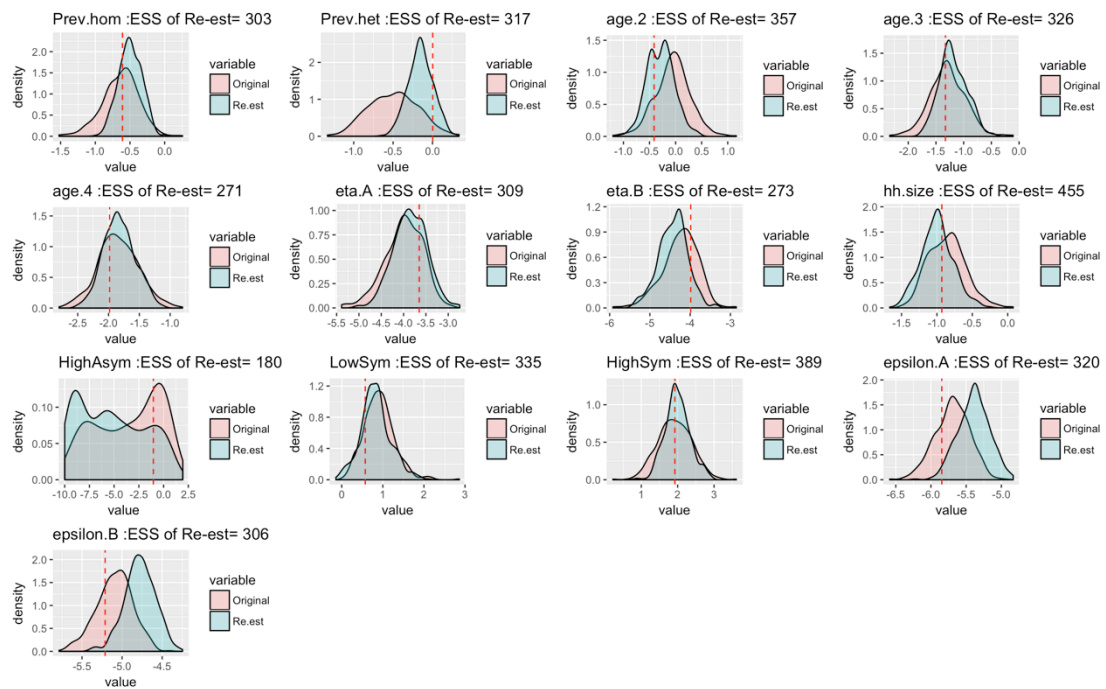 Prev.hom :ESS of Re-est= 303
density
2.0
1.5
1.0
0.5
0.0
-1.5 -1.0 -0.5 0.0
value
variable
Original
Re.est
Prev.het :ESS of Re-est= 317
density
2
1
0
-1.0 0.0
value
variable
Original
Re.est
age.2 :ESS of Re-est= 357
density
1.5
1.0
0.5
0.0
-1.0 -0.5 0.0 0.5 1.0
value
variable
Original
Re.est
age.3 :ESS of Re-est= 326
density
1.5
1.0
0.5
0.0
-2.0 -1.5 -1.0 -0.5 0.0
value
variable
Original
Re.est
age.4 :ESS of Re-est= 271
density
1.5
1.0
0.5
0.0
-2.5 -2.0 -1.5 -1.0
value
variable
Original
Re.est
eta.A :ESS of Re-est= 309
density
1.00
0.75
0.50
0.25
0.00
-5.5 -5.0 -4.5 -4.0 -3.5 -3.0
value
variable
Original
Re.est
eta.B :ESS of Re-est= 273
density
1.2
0.9
0.6
0.3
0.0
-6 -5 -4 -3
value
variable
Original
Re.est
hh.size :ESS of Re-est= 455
density
2.0
1.5
1.0
0.5
0.0
-1.5 -1.0 -0.5 0.0
value
variable
Original
Re.est
HighAsym :ESS of Re-est= 180
density
0.10
0.05
0.00
-10.0 -7.5 -5.0 -2.5 0.0 2.5
value
variable
Original
Re.est
LowSym :ESS of Re-est= 335
density
1.2
0.8
0.4
0.0
0 1 2 3
value
variable
Original
Re.est
HighSym :ESS of Re-est= 389
density
1.0
0.5
0.0
1 2 3
value
variable
Original
Re.est
epsilon.A :ESS of Re-est= 320
density
2.0
1.5
1.0
0.5
0.0
-6.5 -6.0 -5.5 -5.0
value
variable
Original
Re.est
epsilon.B :ESS of Re-est= 306
density
2.0
1.5
1.0
0.5
0.0
-5.5 -5.0 -4.5
value
variable
Original
Re.est